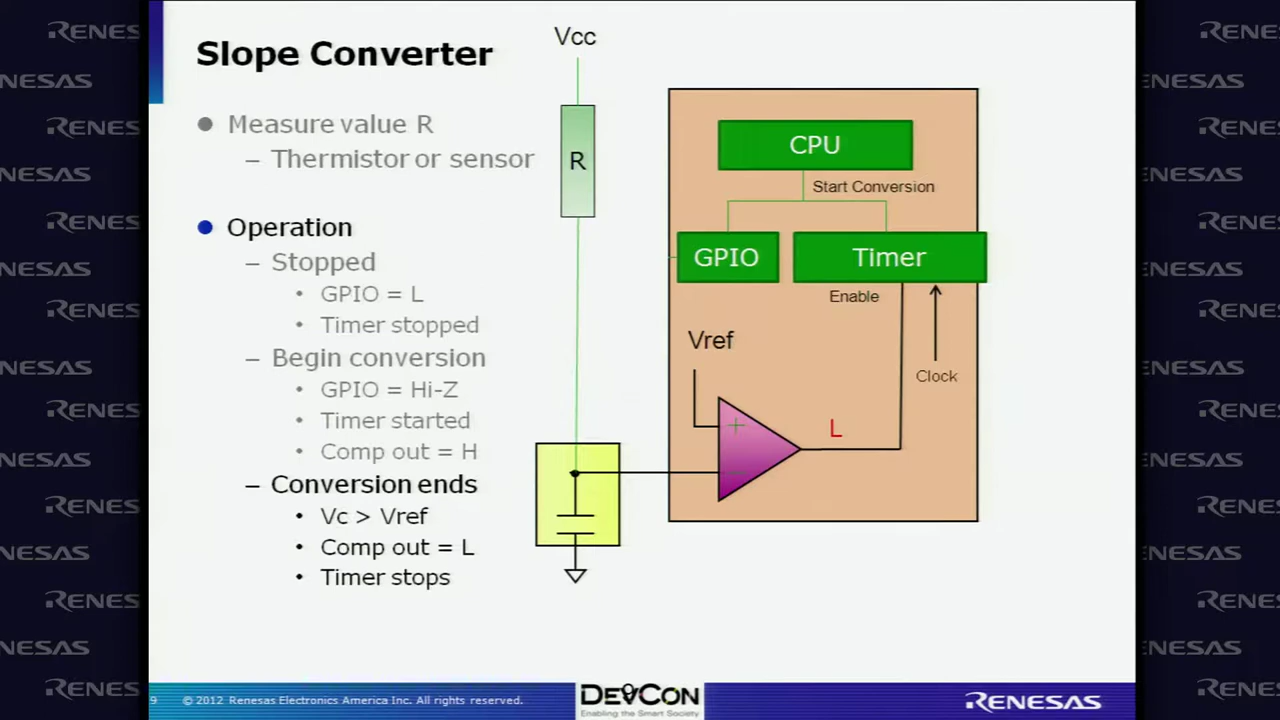 Slope Converter
Measure value R
– Thermistor or sensor
Operation
– Stopped
• GPIO = L
• Timer stopped
– Begin conversion
• GPIO = Hi-Z
• Timer started
• Comp out = H
– Conversion ends
• Vc > Vref
• Comp out = L
• Timer stops
Vcc
R
CPU
Start Conversion
GPIO
Timer
Enable
Vref
Clock
+
L
9
© 2012 Renesas Electronics America Inc. All rights reserved.
DEVCON
Enabling the Smart Society
RENESAS